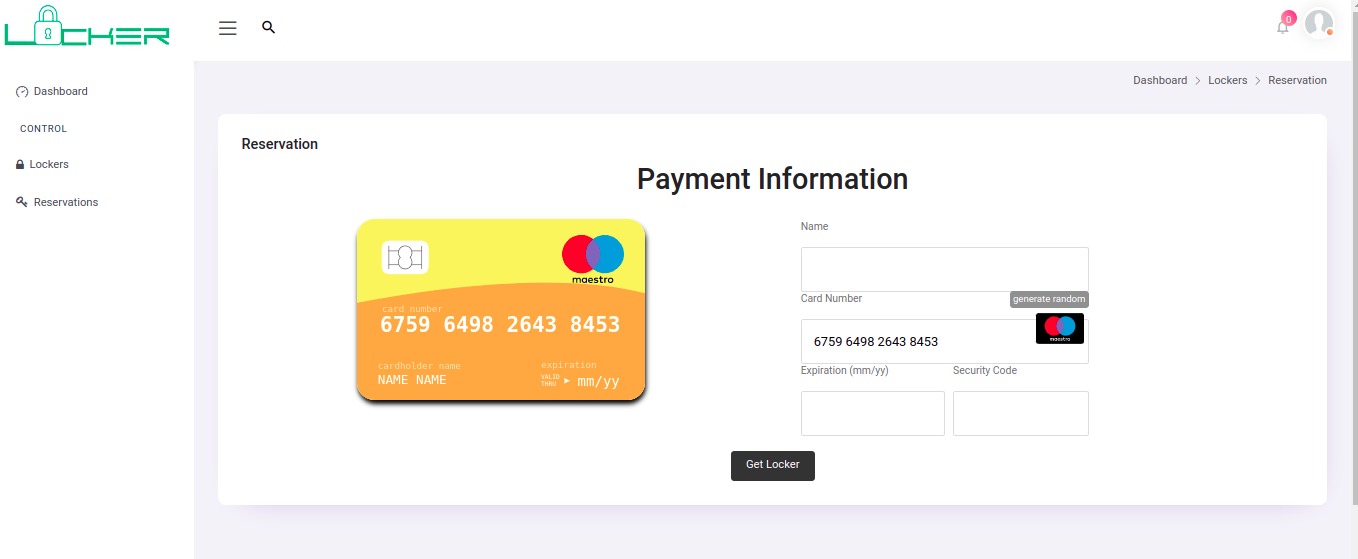 LOCKER
0
Dashboard
CONTROL
Lockers
Reservations
Dashboard > Lockers > Reservation
Reservation
Payment Information
maestro
card number
6759 6498 2643 8453
cardholder name
NAME NAME
expiration
VALID
THRU
mm/yy
Name
Card Number
generate random
6759 6498 2643 8453
maestro
Expiration (mm/yy)
Security Code
Get Locker